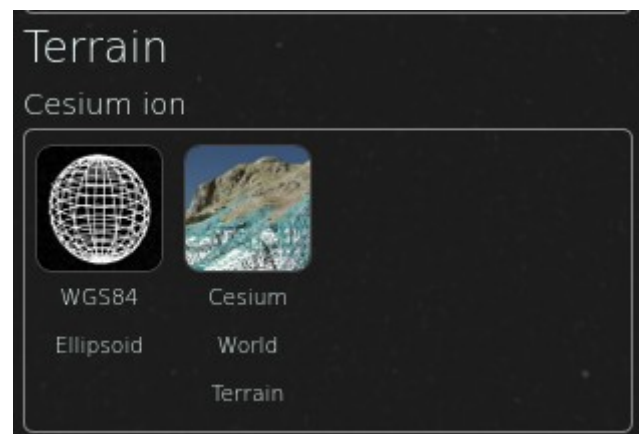 Terrain
Cesium ion
WGS84
Ellipsoid
Cesium
World
Terrain